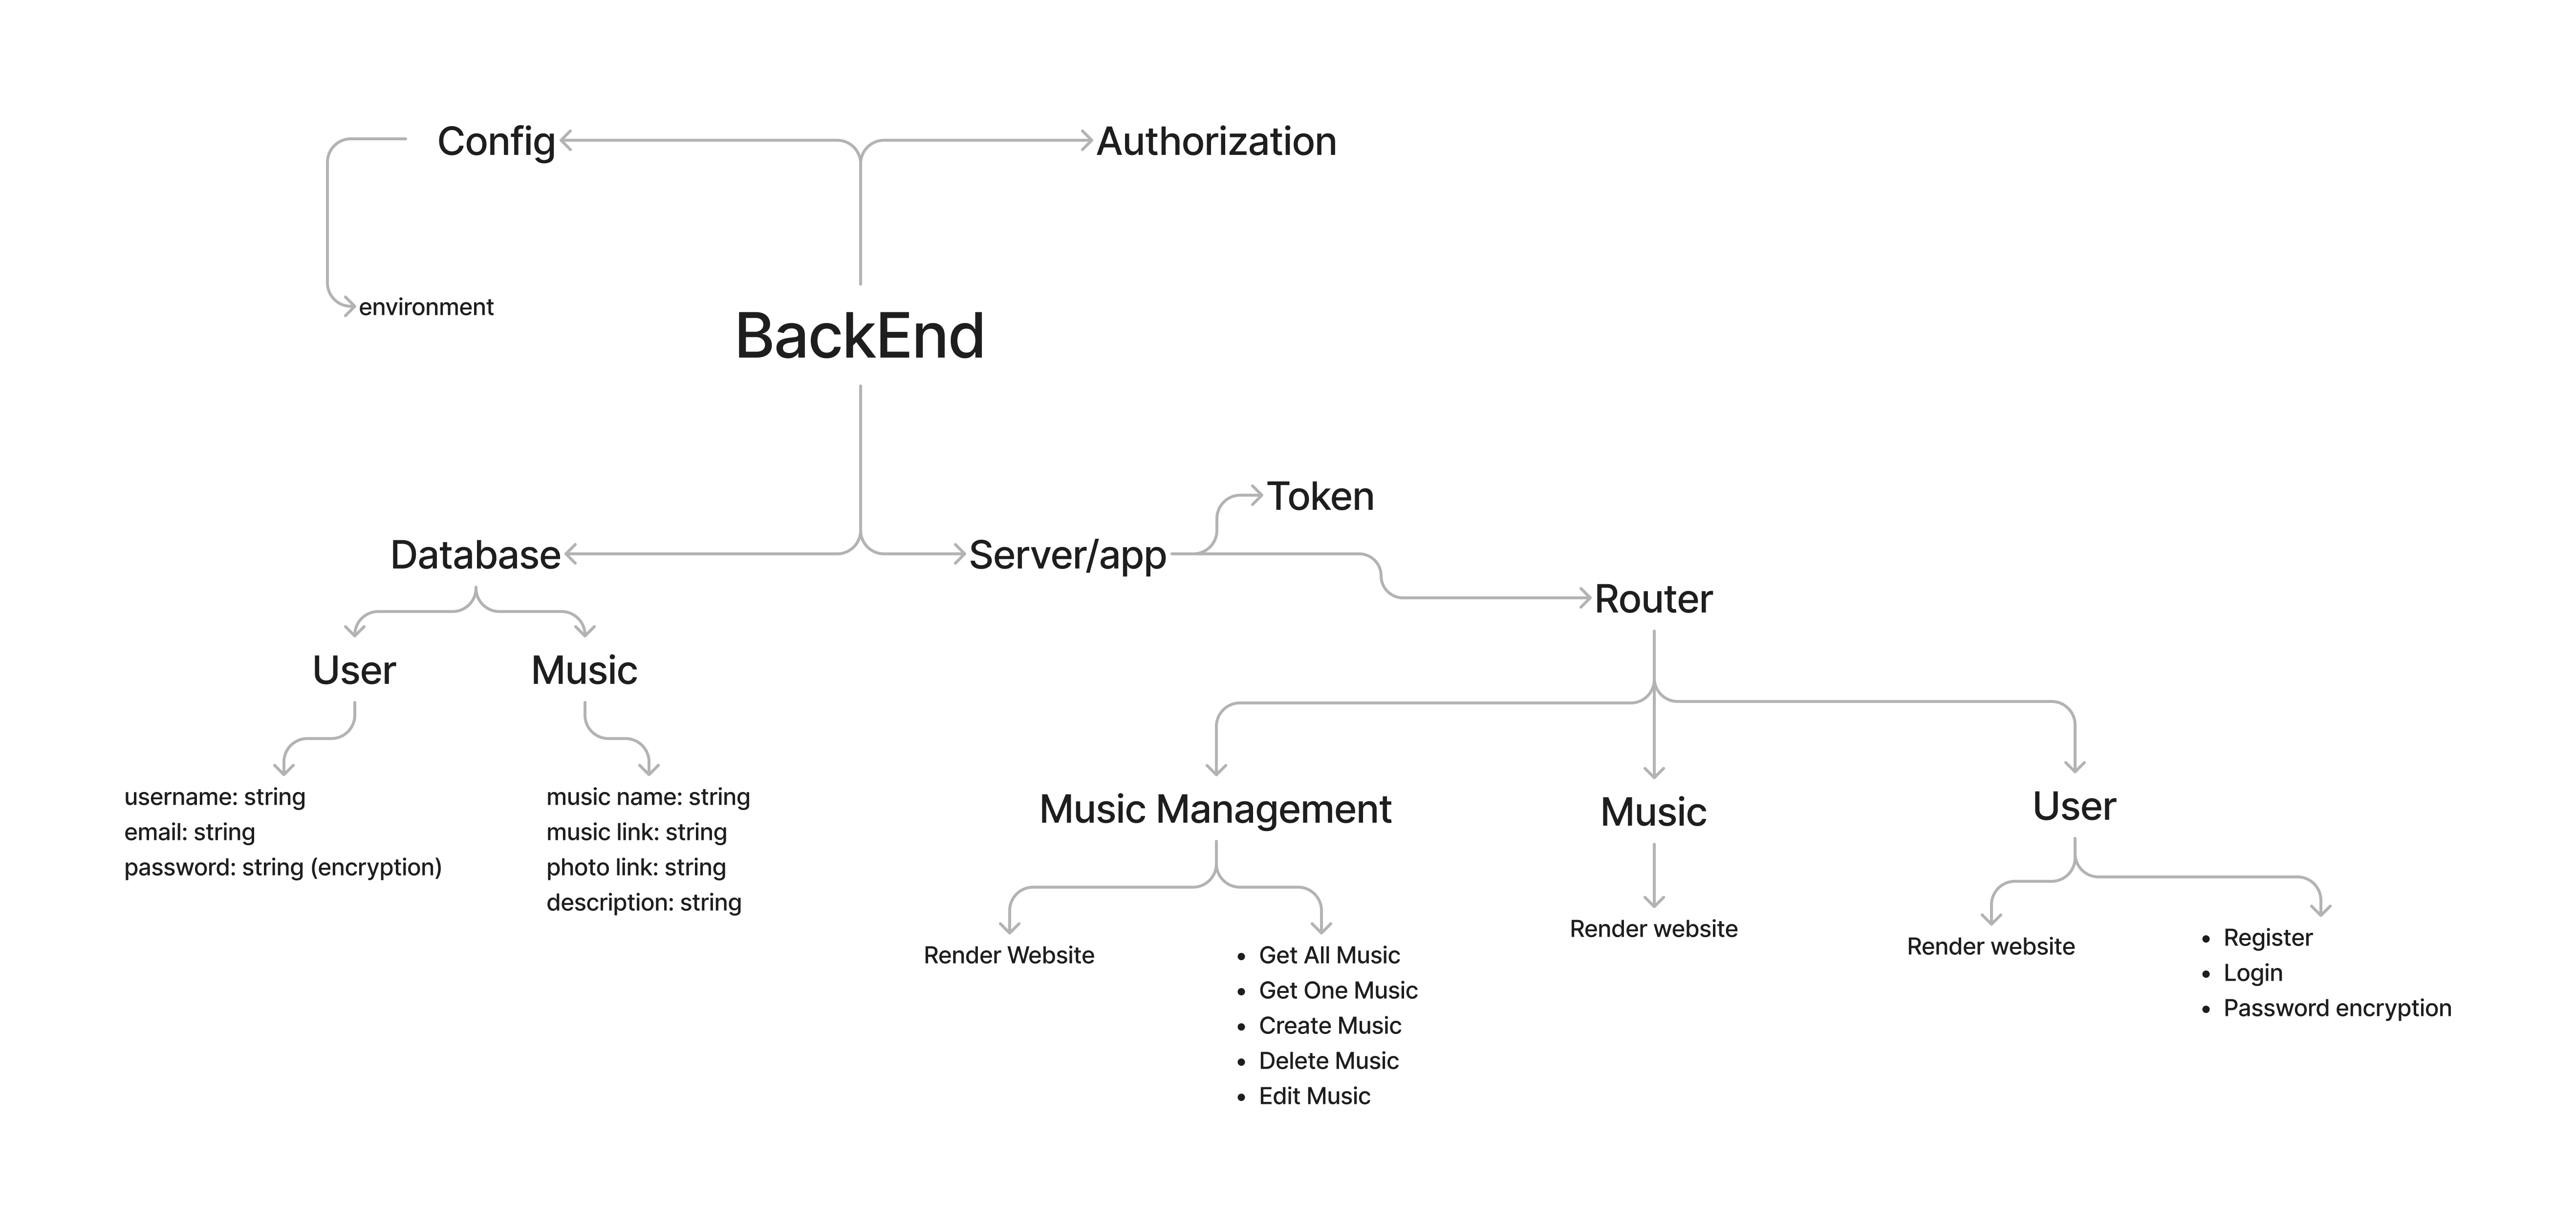 Config
Authorization
environment
BackEnd
Token
Database
Server/app
Router
User
Music
username: string
email: string
password: string (encryption)
music name: string
music link: string
photo link: string
description: string
Music Management
Music
User
Render Website
• Get All Music
• Get One Music
• Create Music
• Delete Music
• Edit Music
Render website
Render website
• Register
• Login
• Password encryption